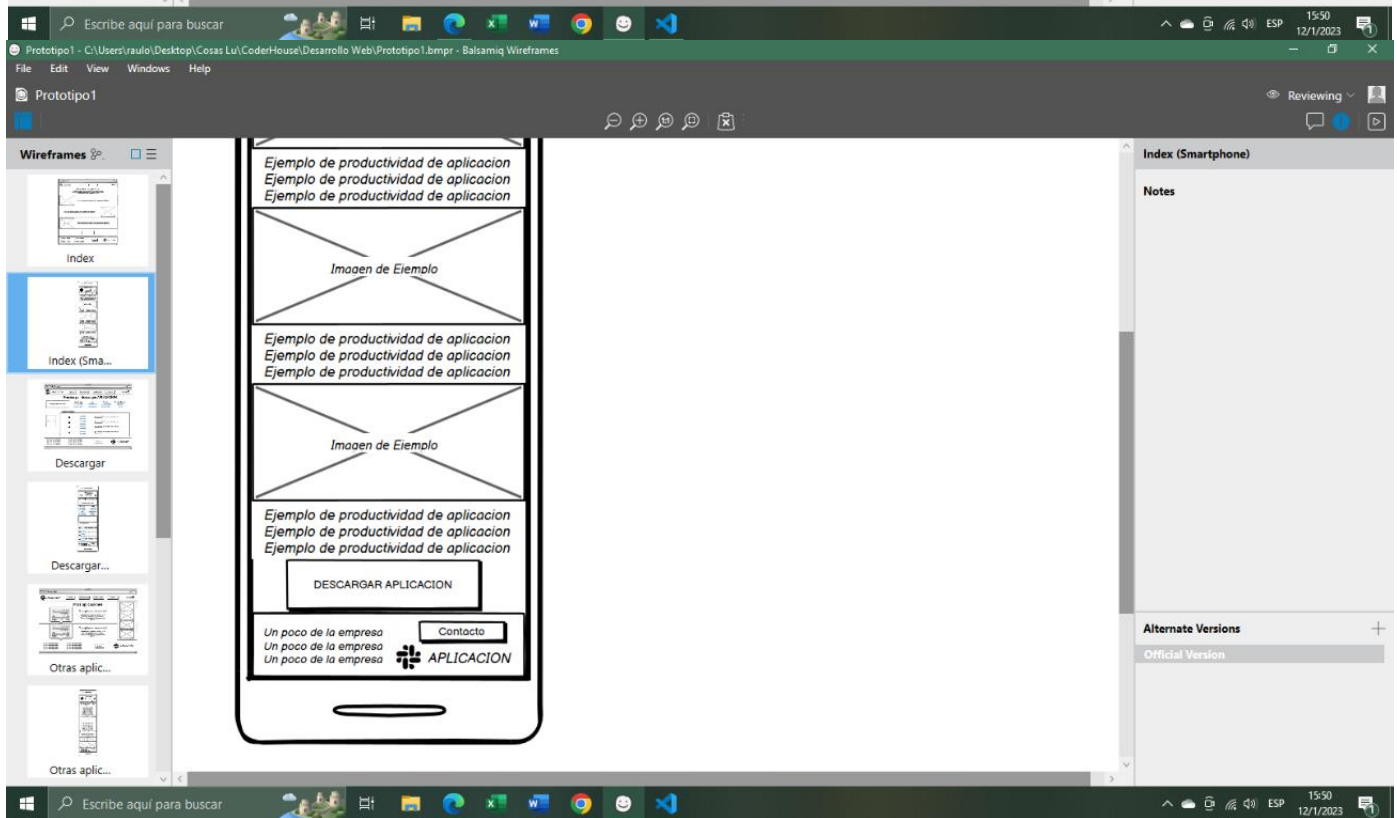 Escribe aquí para buscar
ESP
15:50
12/1/2023
Prototipo1 - C:\Users\raulo\Desktop\Cosas Lu\CoderHouse\Desarrollo Web\Prototipo1.bmpr - Balsamiq Wireframes
File Edit View Windows Help
Prototipo1
Reviewing
Wireframes
Index
Index (Sma...
Descargar
Descargar...
Otras aplic...
Otras aplic...
Ejemplo de productividad de aplicacion
Ejemplo de productividad de aplicacion
Ejemplo de productividad de aplicacion
Imagen de Ejemplo
Ejemplo de productividad de aplicacion
Ejemplo de productividad de aplicacion
Ejemplo de productividad de aplicacion
Imagen de Ejemplo
Ejemplo de productividad de aplicacion
Ejemplo de productividad de aplicacion
Ejemplo de productividad de aplicacion
DESCARGAR APLICACION
Un poco de la empresa
Un poco de la empresa
Un poco de la empresa
Contacto
APLICACION
Index (Smartphone)
Notes
Alternate Versions
Official Version
Escribe aquí para buscar
ESP
15:50
12/1/2023